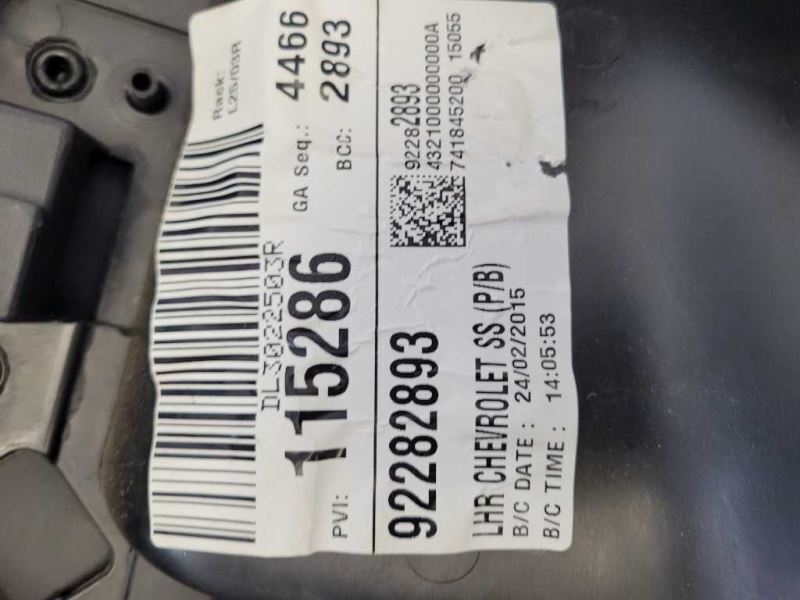 Rack:
L25/03R
DL3022503R
GA Seq.: 4466
PVI: 115286
BCC: 2893
92282893
92282893
4321000000000000A
741845200 15055
LHR CHEVROLET SS (P/B)
B/C DATE : 24/02/2015
B/C TIME : 14:05:53